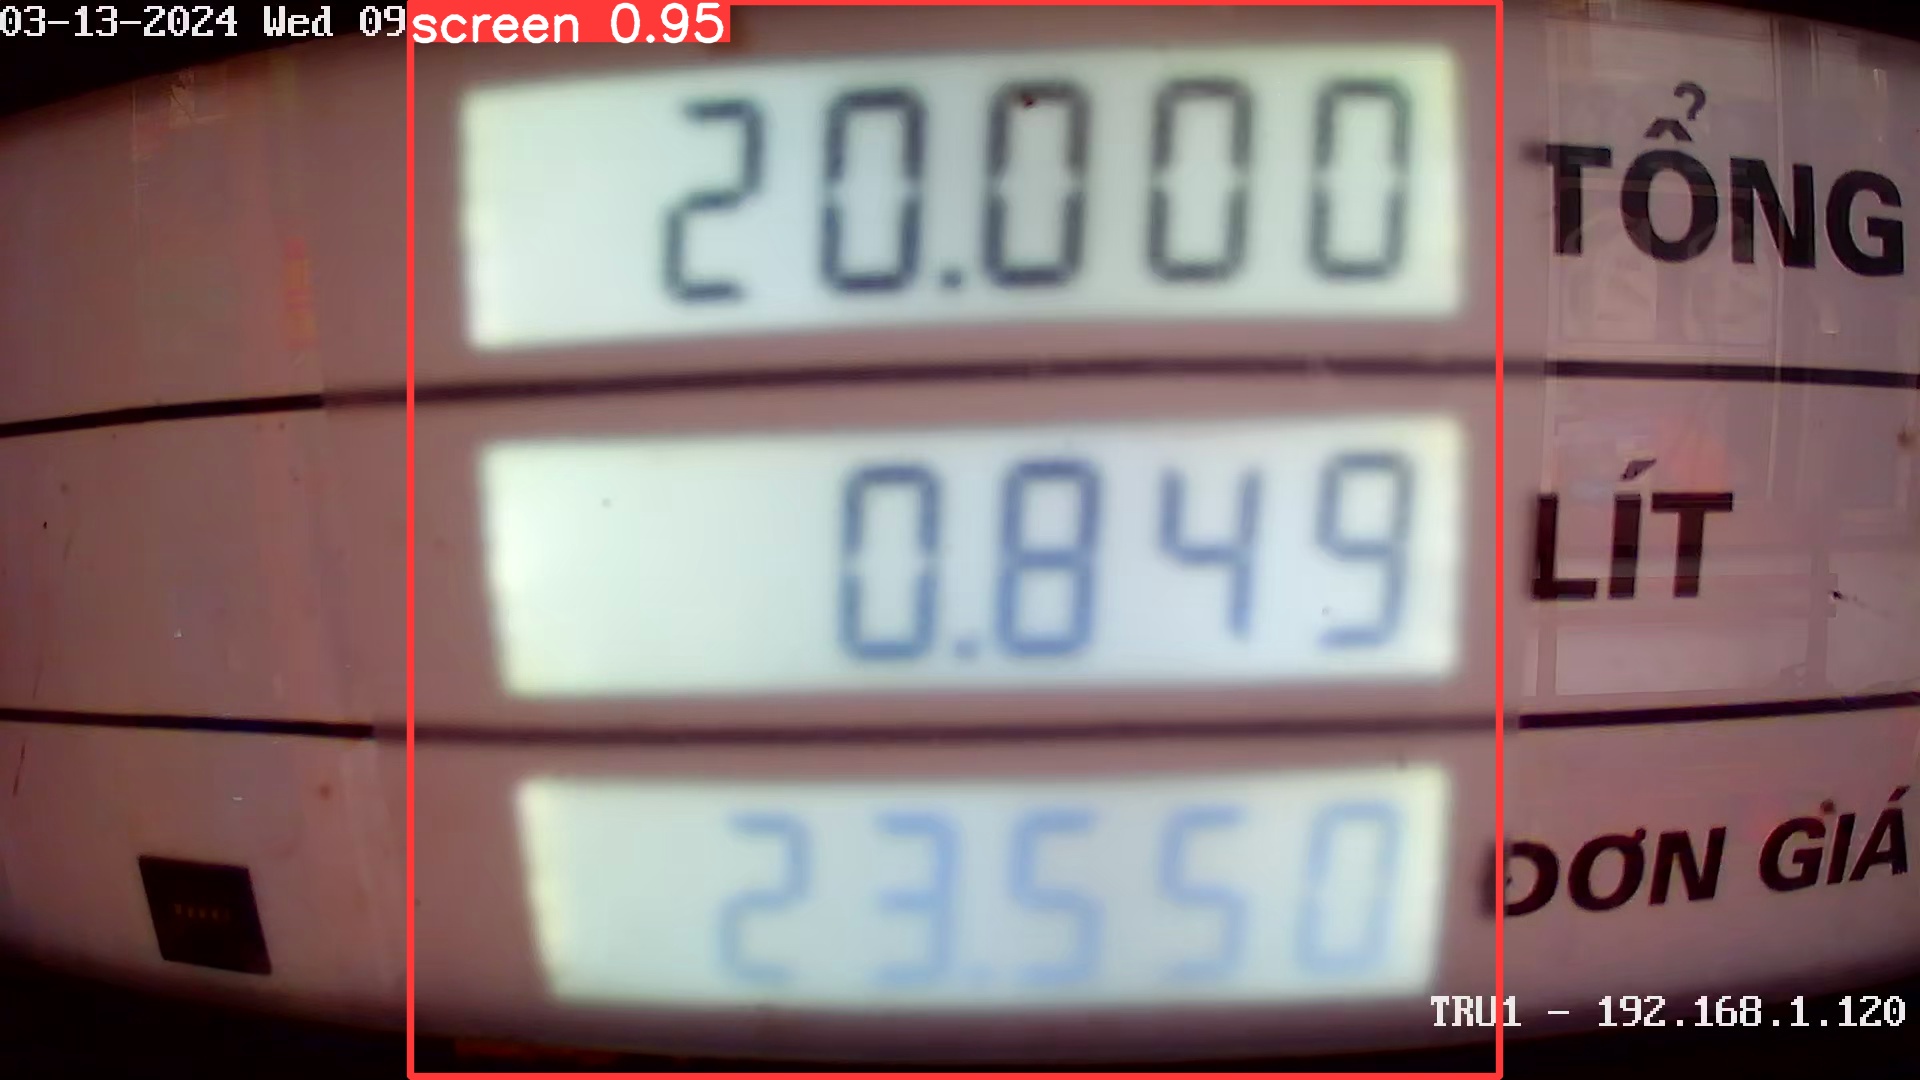 03-13-2024 Wed 09
screen 0.95
20.000
TỔNG
0.849
LÍT
23.550
ĐƠN GIÁ
TRU1 - 192.168.1.120